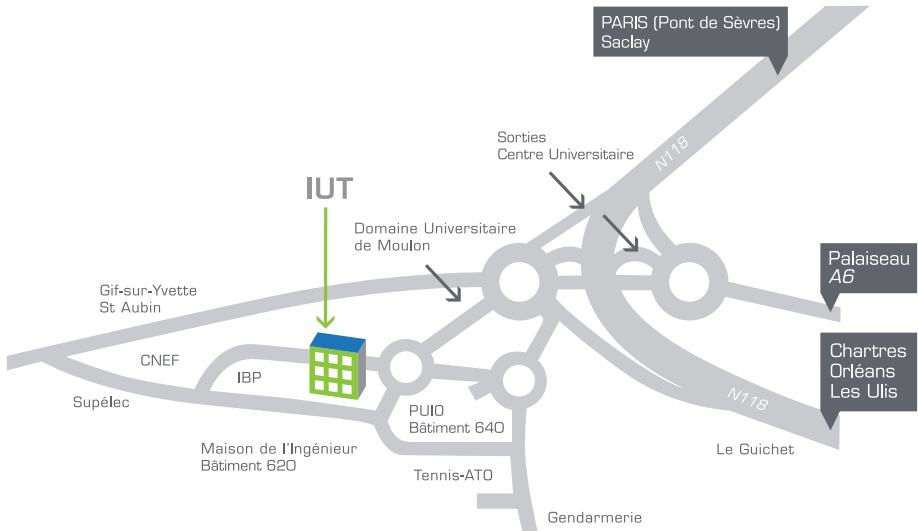 PARIS (Pont de Sèvres)
Saclay
N118
Sorties
Centre Universitaire
IUT
Domaine Universitaire
de Moulon
Palaiseau
A6
Gif-sur-Yvette
St Aubin
Chartres
Orléans
Les Ulis
CNEF
IBP
Supélec
N118
PUIO
Bâtiment 640
Maison de l'Ingénieur
Bâtiment 620
Le Guichet
Tennis-ATO
Gendarmerie